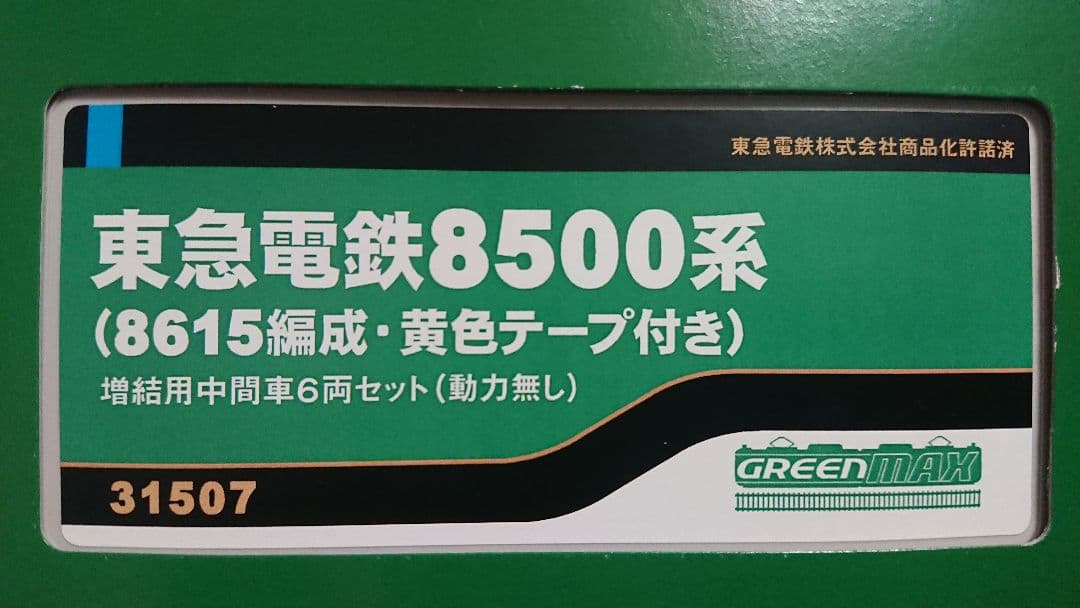 東急電鉄株式会社商品化許諾済
東急電鉄8500系
(8615編成・黄色テープ付き)
増結用中間車6両セット(動力無し)
31507
GREENMAX